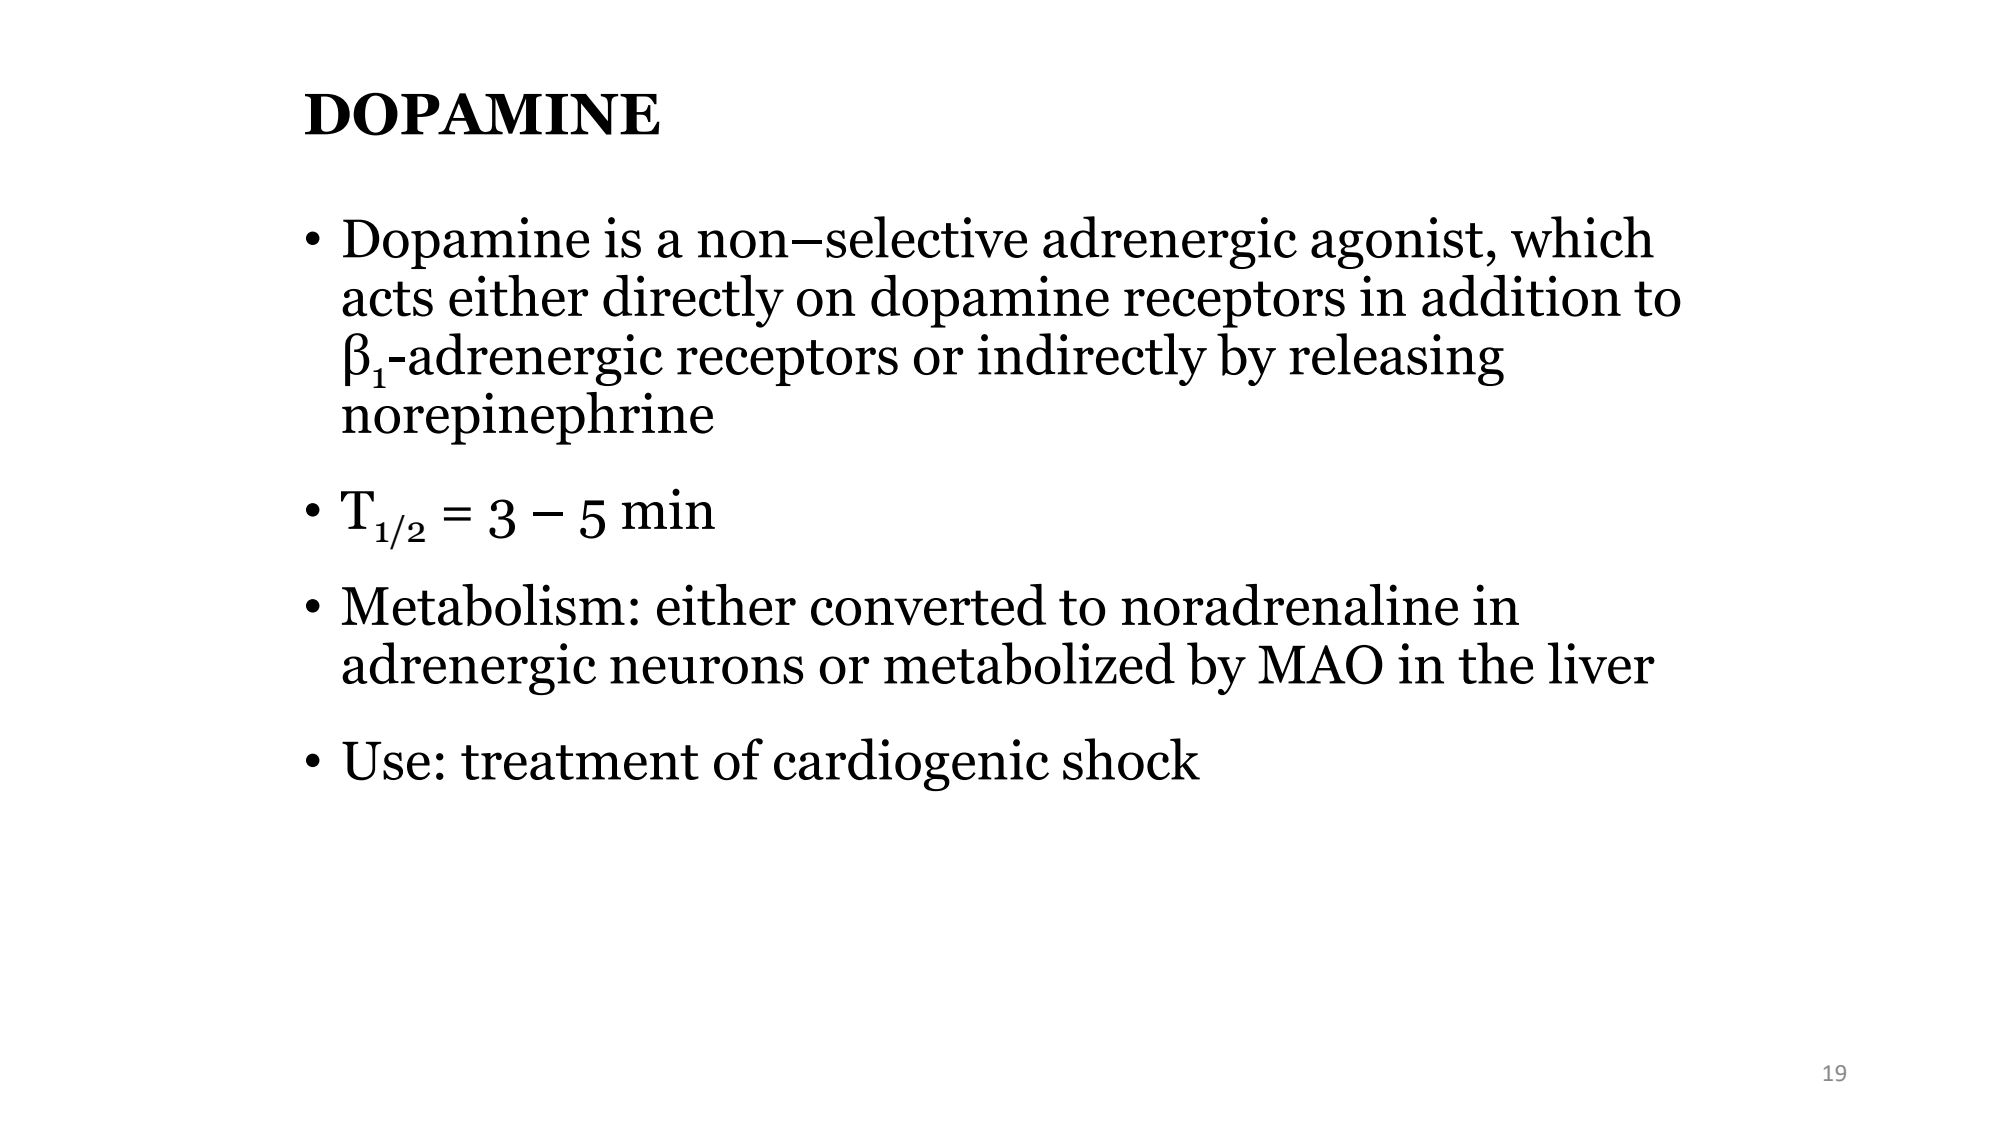 DOPAMINE
• Dopamine is a non–selective adrenergic agonist, which
acts either directly on dopamine receptors in addition to
β₁-adrenergic receptors or indirectly by releasing
norepinephrine
• T₁/₂ = 3 – 5 min
• Metabolism: either converted to noradrenaline in
adrenergic neurons or metabolized by MAO in the liver
• Use: treatment of cardiogenic shock
19